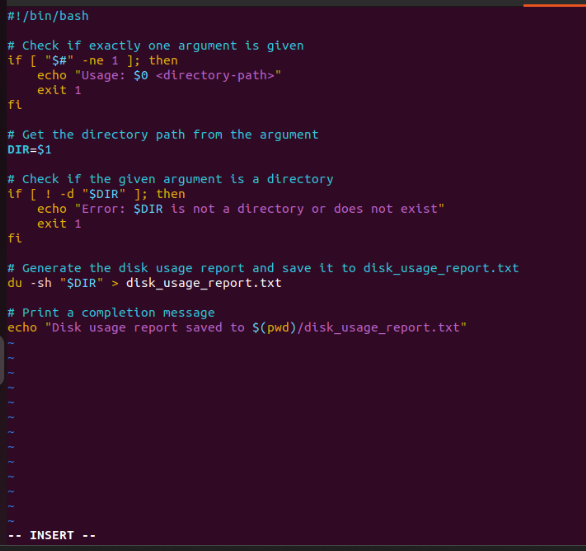 #!/bin/bash

# Check if exactly one argument is given
if [ "$#" -ne 1 ]; then
    echo "Usage: $0 <directory-path>"
    exit 1
fi

# Get the directory path from the argument
DIR=$1

# Check if the given argument is a directory
if [ ! -d "$DIR" ]; then
    echo "Error: $DIR is not a directory or does not exist"
    exit 1
fi

# Generate the disk usage report and save it to disk_usage_report.txt
du -sh "$DIR" > disk_usage_report.txt

# Print a completion message
echo "Disk usage report saved to $(pwd)/disk_usage_report.txt"
~
~
~
~
~
~
~
~
~
~
~
~
~
-- INSERT --